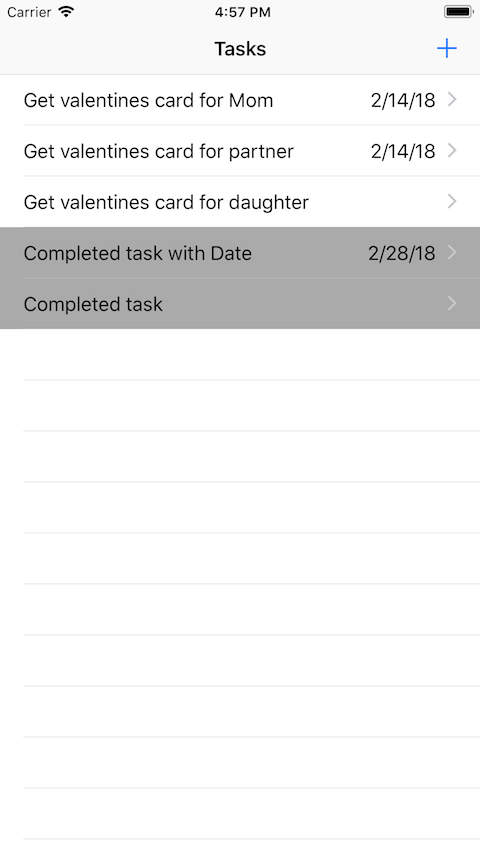 Carrier 4:57 PM
Tasks
Get valentines card for Mom 2/14/18
Get valentines card for partner 2/14/18
Get valentines card for daughter
Completed task with Date 2/28/18
Completed task